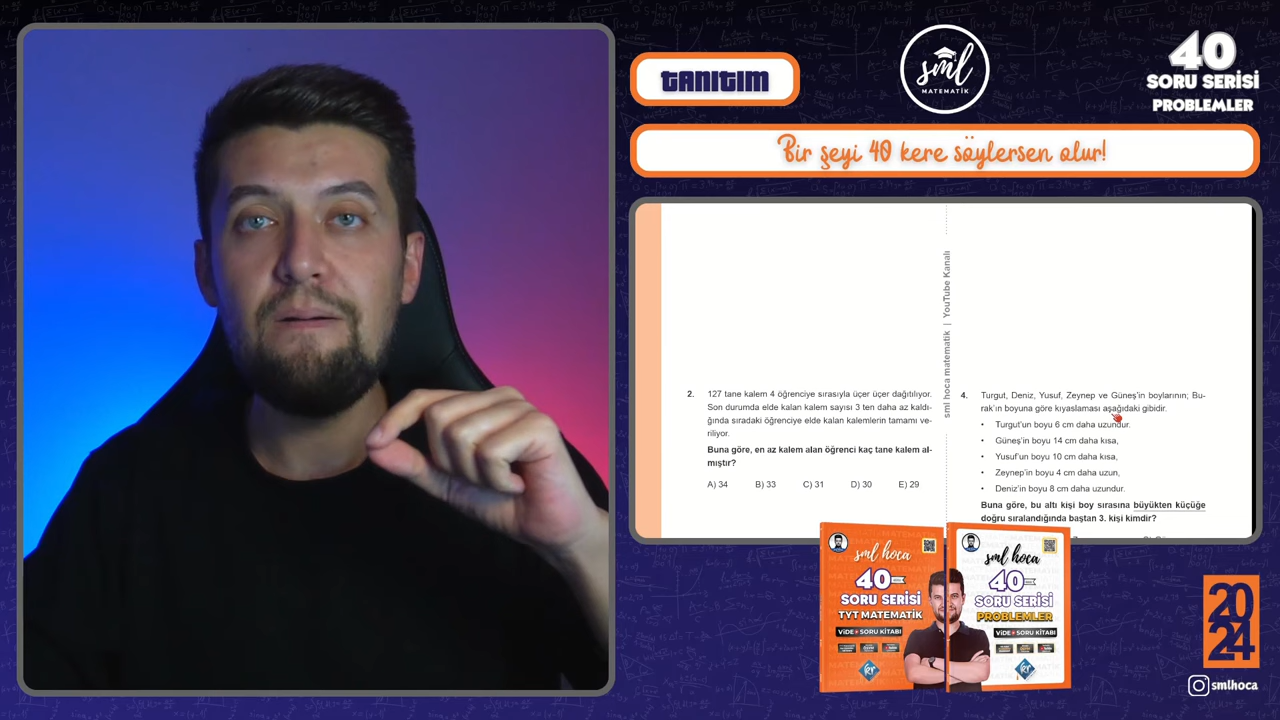 TANITIM
sml
MATEMATİK
40
SORU SERİSİ
PROBLEMLER
Bir şeyi 40 kere söylersen olur!
2. 127 tane kalem 4 öğrenciye sırasıyla üçer üçer dağıtılıyor.
Son durumda elde kalan kalem sayısı 3 ten daha az kaldı-
ğında sıradaki öğrenciye elde kalan kalemlerin tamamı ve-
riliyor.
Buna göre, en az kalem alan öğrenci kaç tane kalem al-
mıştır?
A) 34 B) 33 C) 31 D) 30 E) 29
sml hoca matematik | YouTube Kanalı
4. Turgut, Deniz, Yusuf, Zeynep ve Güneş'in boylarının; Bu-
rak'ın boyuna göre kıyaslaması aşağıdaki gibidir.
• Turgut'un boyu 6 cm daha uzundur.
• Güneş'in boyu 14 cm daha kısa,
• Yusuf'un boyu 10 cm daha kısa,
• Zeynep'in boyu 4 cm daha uzun,
• Deniz'in boyu 8 cm daha uzundur.
Buna göre, bu altı kişi boy sırasına büyükten küçüğe
doğru sıralandığında baştan 3. kişi kimdir?
sml hoca
40
SORU SERİSİ
TYT MATEMATİK
VİDEO SORU KİTABI
kr
sml hoca
40
SORU SERİSİ
PROBLEMLER
VİDEO SORU KİTABI
kr
2024
smlhoca